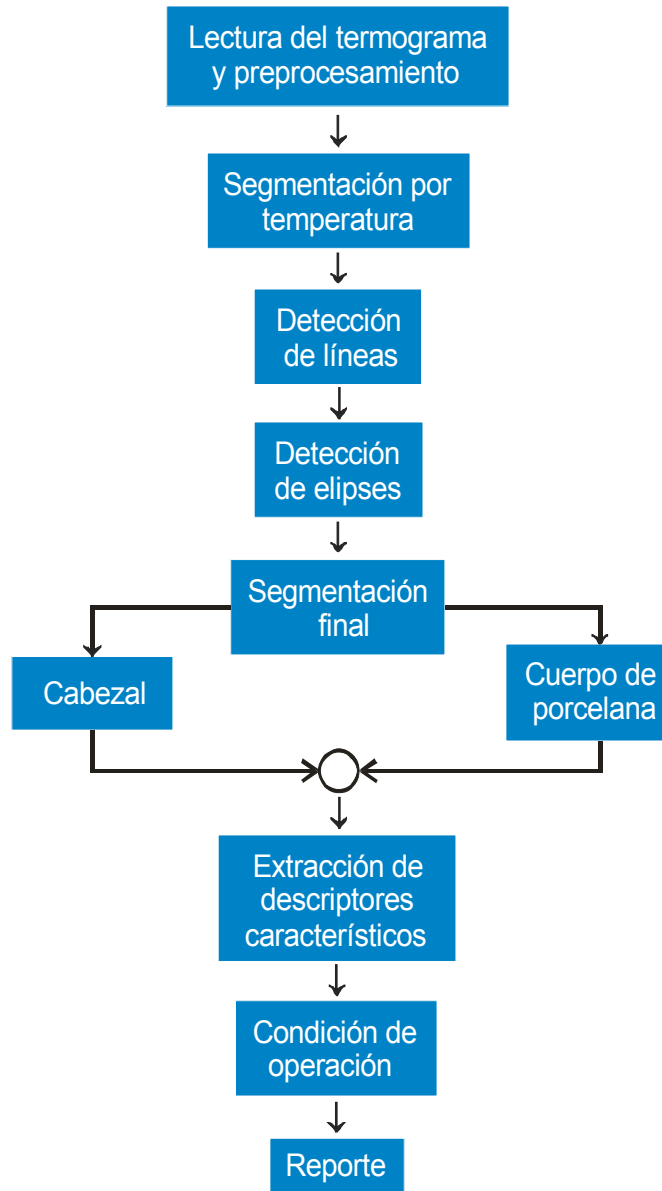 Lectura del termograma
y preprocesamiento
Segmentación por
temperatura
Detección
de líneas
Detección
de elipses
Segmentación
final
Cabezal
Cuerpo de
porcelana
Extracción de
descriptores
característicos
Condición de
operación
Reporte